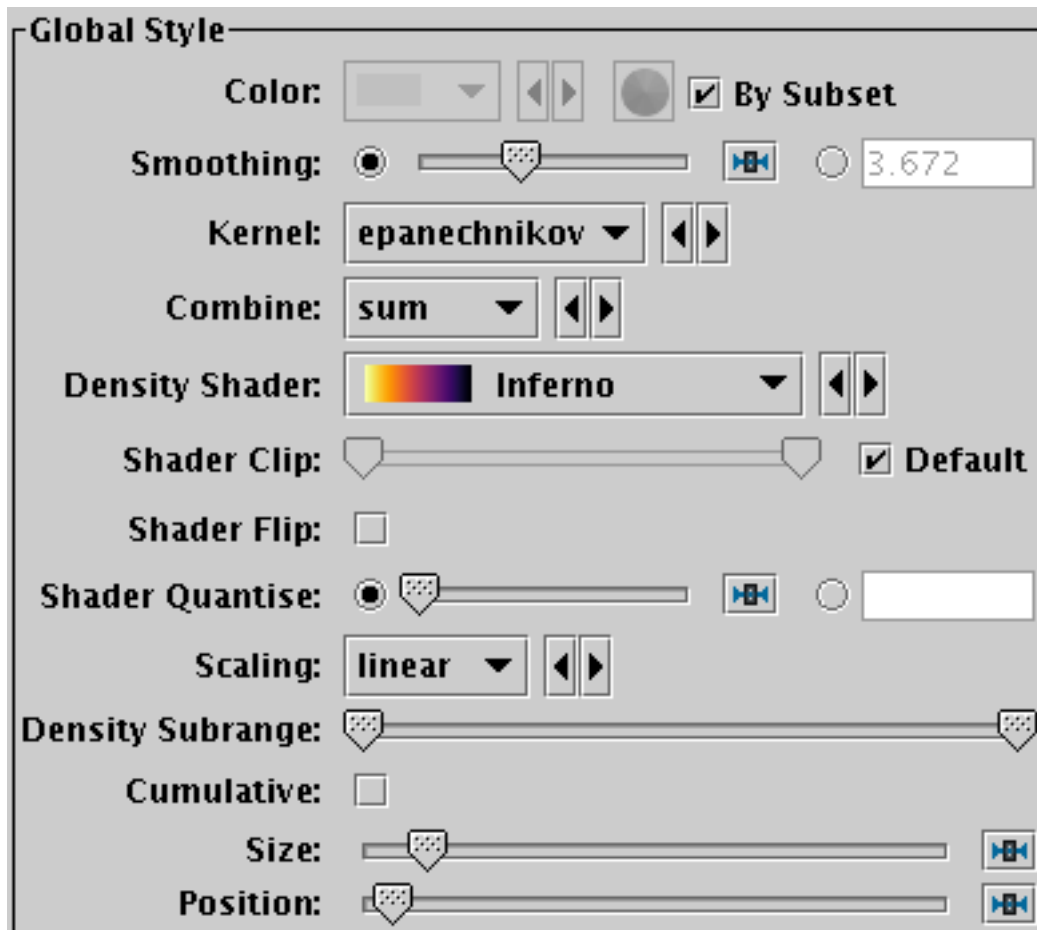 Global Style
Color: By Subset
Smoothing: 3.672
Kernel: epanechnikov
Combine: sum
Density Shader: Inferno
Shader Clip: Default
Shader Flip:
Shader Quantise:
Scaling: linear
Density Subrange:
Cumulative:
Size:
Position: